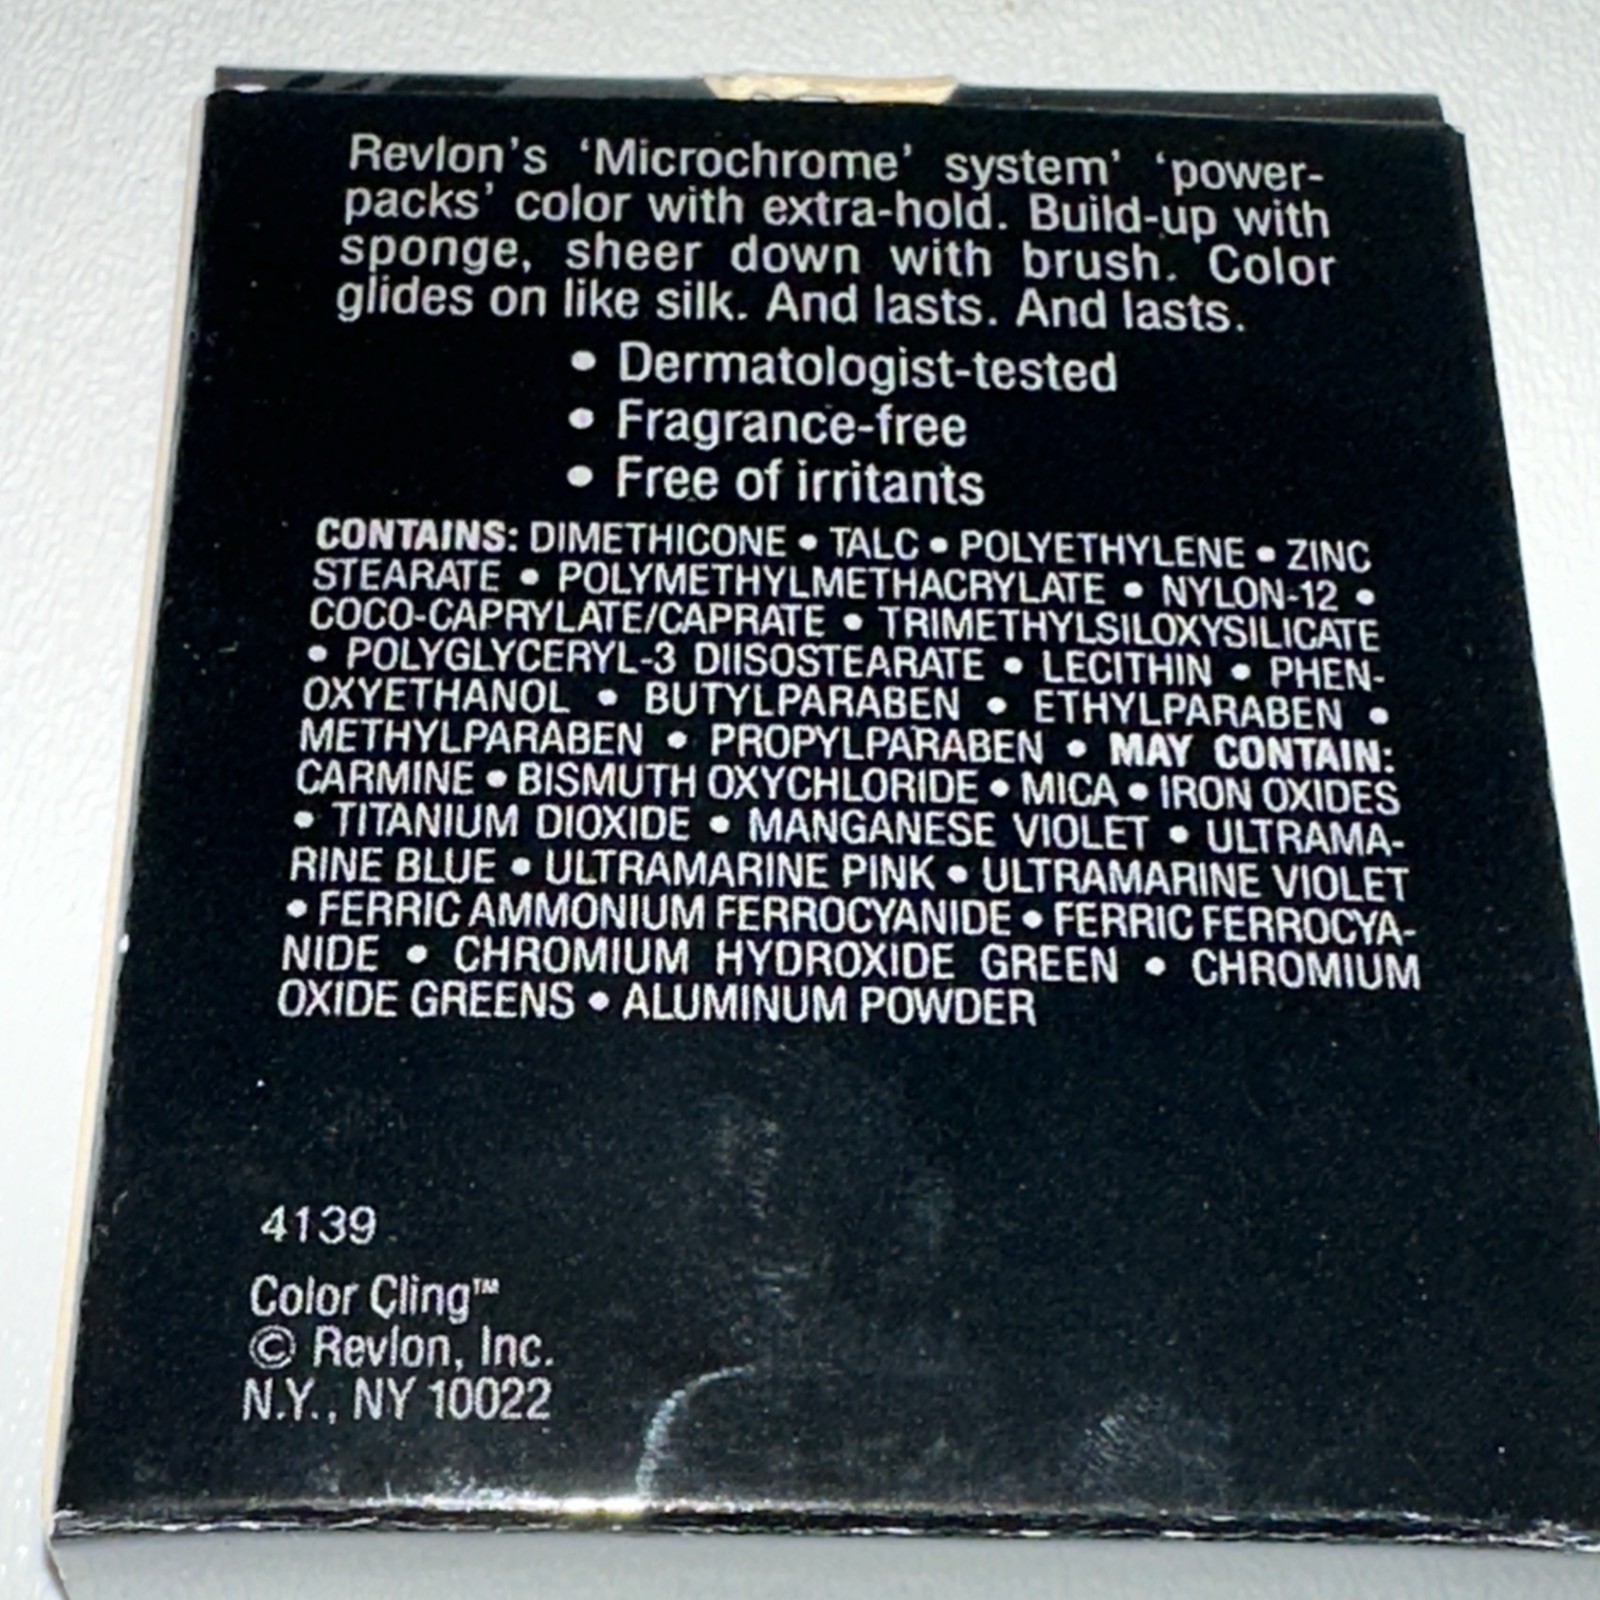 Revlon's 'Microchrome' system' 'power-
packs' color with extra-hold. Build-up with
sponge, sheer down with brush. Color
glides on like silk. And lasts. And lasts.
• Dermatologist-tested
• Fragrance-free
• Free of irritants
CONTAINS: DIMETHICONE • TALC • POLYETHYLENE • ZINC
STEARATE • POLYMETHYLMETHACRYLATE • NYLON-12 •
COCO-CAPRYLATE/CAPRATE • TRIMETHYLSILOXYSILICATE
• POLYGLYCERYL-3 DIISOSTEARATE • LECITHIN • PHEN-
OXYETHANOL • BUTYLPARABEN • ETHYLPARABEN •
METHYLPARABEN • PROPYLPARABEN • MAY CONTAIN:
CARMINE • BISMUTH OXYCHLORIDE • MICA • IRON OXIDES
• TITANIUM DIOXIDE • MANGANESE VIOLET • ULTRAMA-
RINE BLUE • ULTRAMARINE PINK • ULTRAMARINE VIOLET
• FERRIC AMMONIUM FERROCYANIDE • FERRIC FERROCYA-
NIDE • CHROMIUM HYDROXIDE GREEN • CHROMIUM
OXIDE GREENS • ALUMINUM POWDER
4139
Color Cling™
© Revlon, Inc.
N.Y., NY 10022